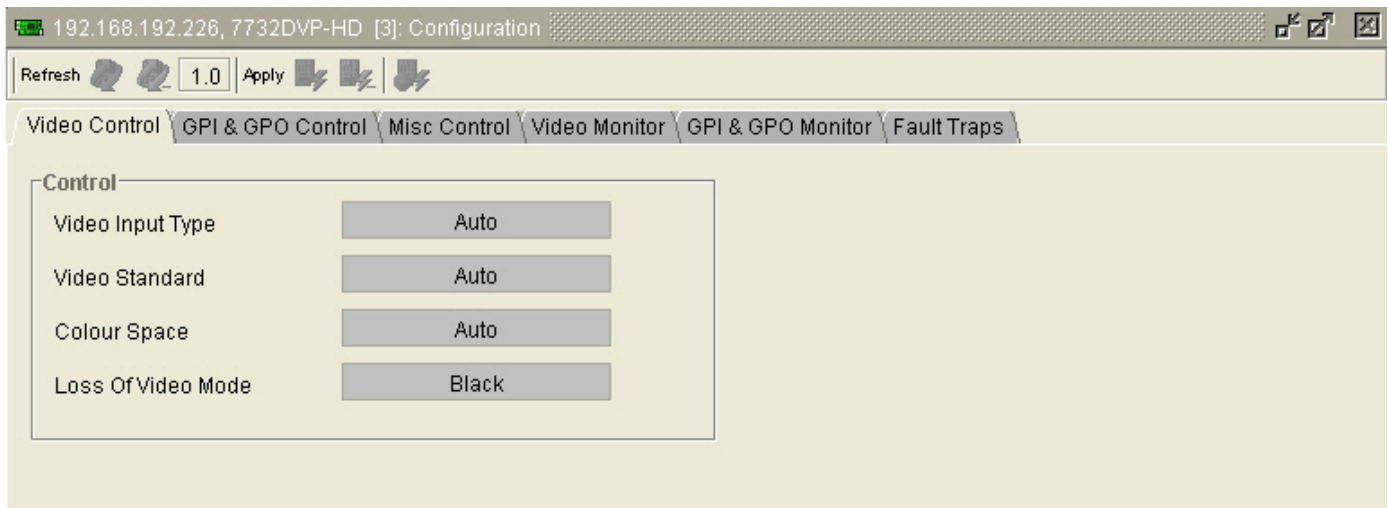 192.168.192.226, 7732DVP-HD [3]: Configuration
Refresh 1.0 Apply
Video Control GPI & GPO Control Misc Control Video Monitor GPI & GPO Monitor Fault Traps
Control
Video Input Type Auto
Video Standard Auto
Colour Space Auto
Loss Of Video Mode Black